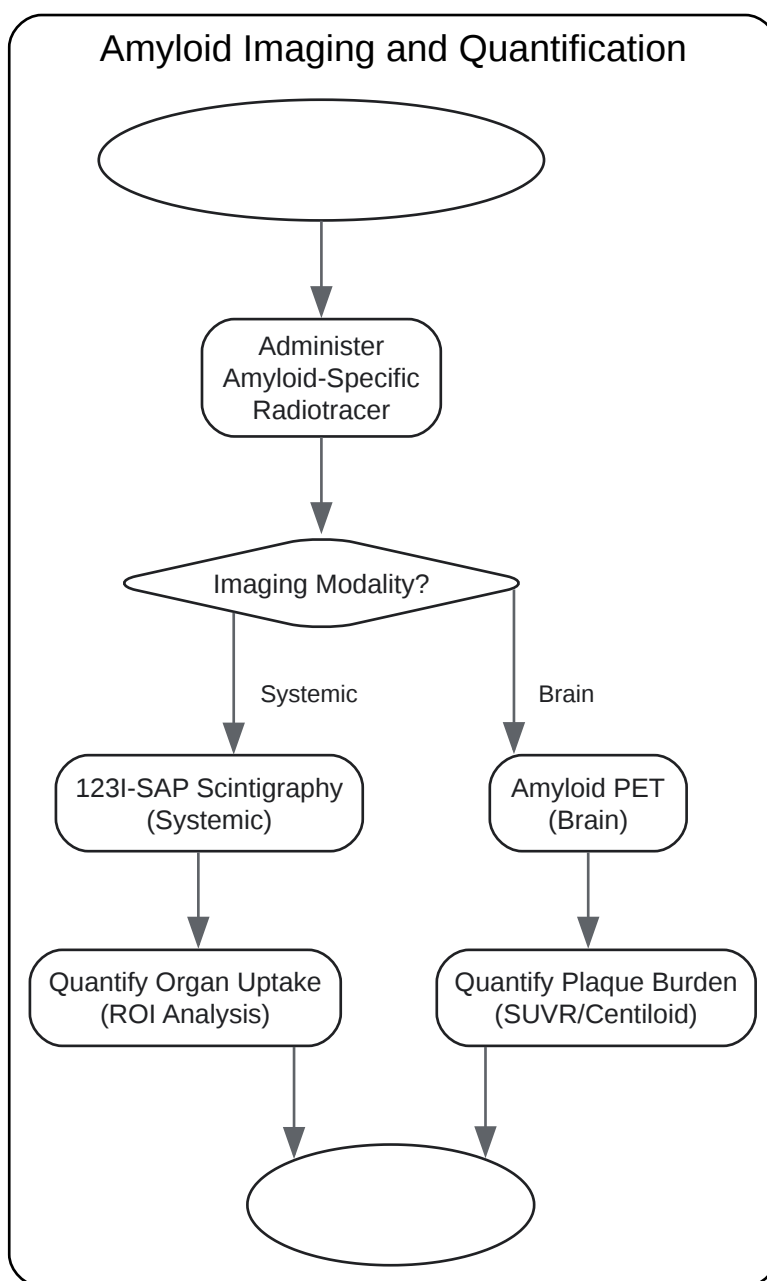 Amyloid Imaging and Quantification
Administer
Amyloid-Specific
Radiotracer
Imaging Modality?
Systemic
Brain
123I-SAP Scintigraphy
(Systemic)
Amyloid PET
(Brain)
Quantify Organ Uptake
(ROI Analysis)
Quantify Plaque Burden
(SUVR/Centiloid)